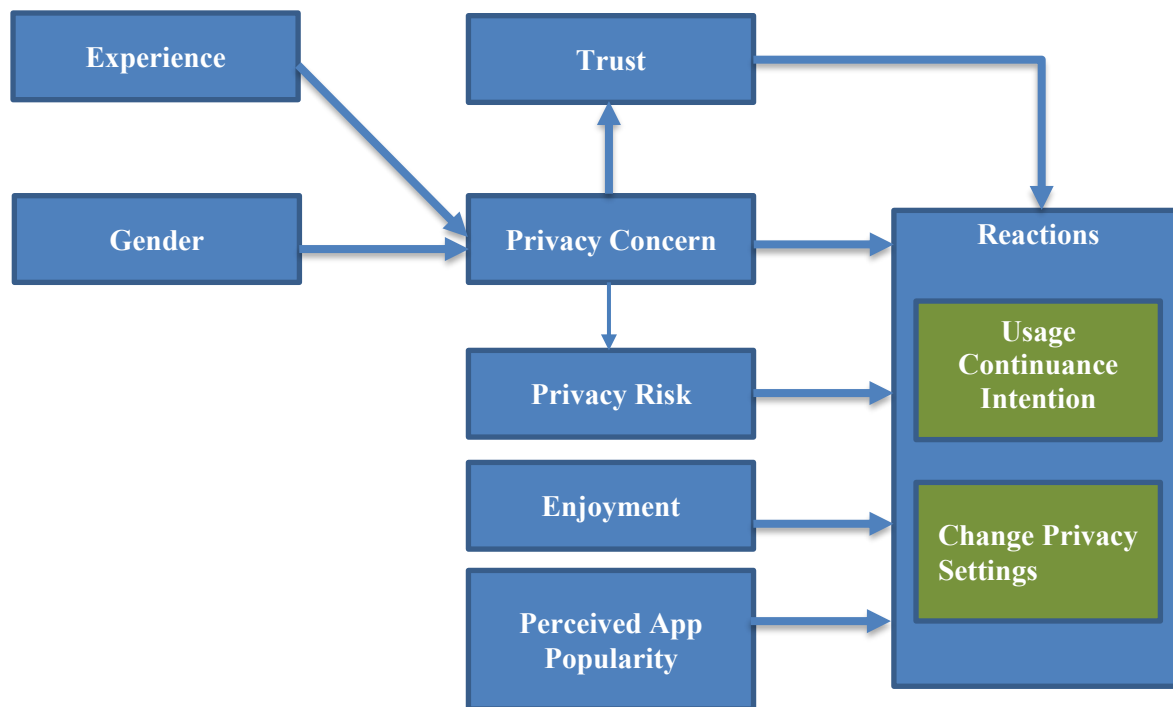 Experience
Trust
Gender
Privacy Concern
Reactions
Usage
Continuance
Intention
Privacy Risk
Enjoyment
Change Privacy
Settings
Perceived App
Popularity